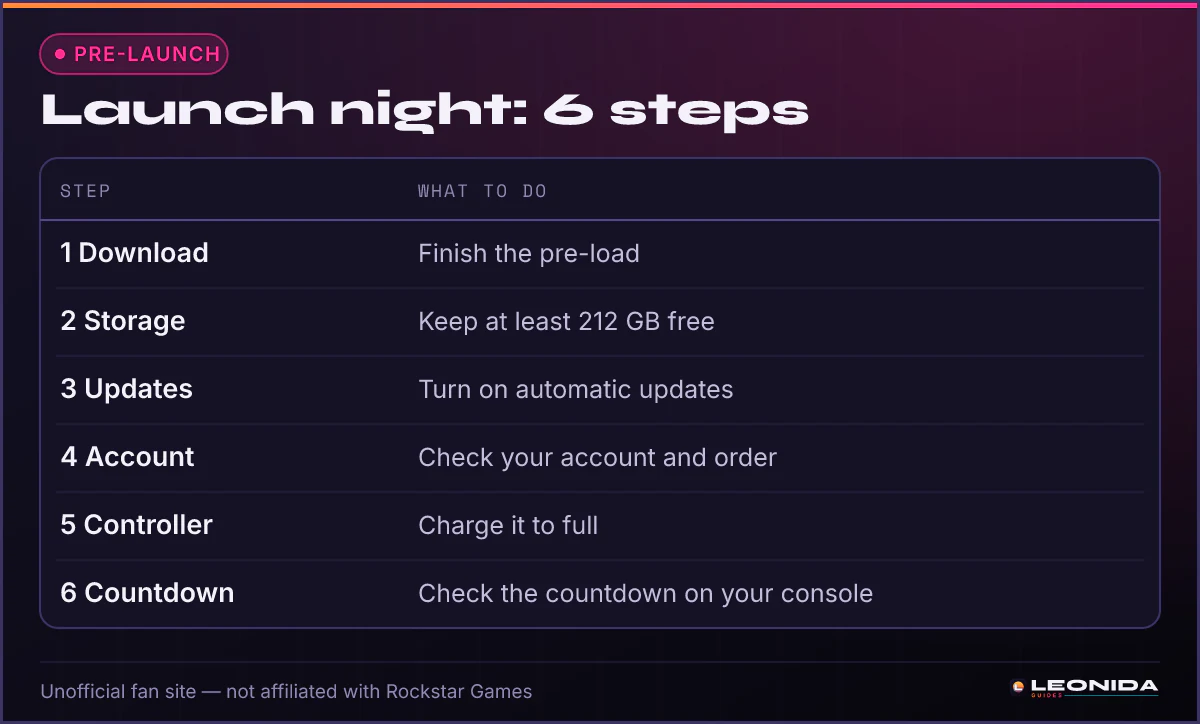 PRE-LAUNCH
Launch night: 6 steps
STEP WHAT TO DO
1 Download Finish the pre-load
2 Storage Keep at least 212 GB free
3 Updates Turn on automatic updates
4 Account Check your account and order
5 Controller Charge it to full
6 Countdown Check the countdown on your console
Unofficial fan site — not affiliated with Rockstar Games
LEONIDA
GUIDES